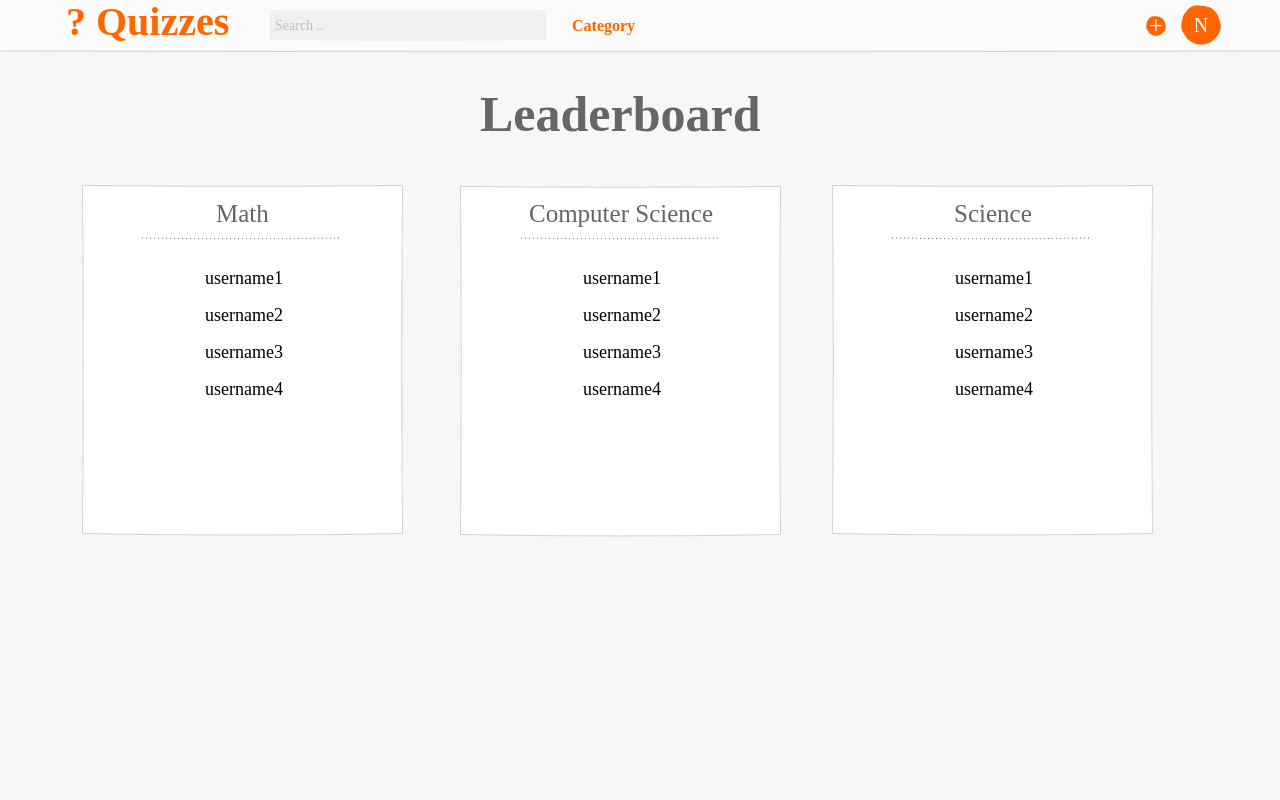 ? Quizzes
Search ..
Category
+
N
Leaderboard
Math
username1
username2
username3
username4
Computer Science
username1
username2
username3
username4
Science
username1
username2
username3
username4